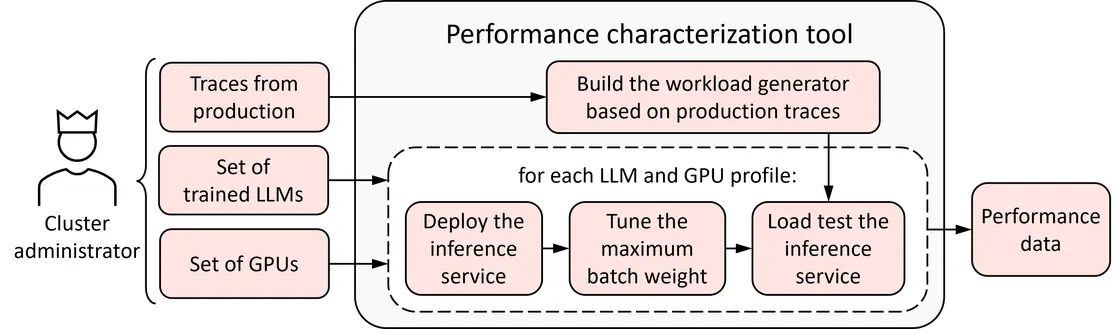 Performance characterization tool
Traces from
production
Build the workload generator
based on production traces
Set of
trained LLMs
for each LLM and GPU profile:
Cluster
administrator
Set of GPUs
Deploy the
inference
service
Tune the
maximum
batch weight
Load test the
inference
service
Performance
data